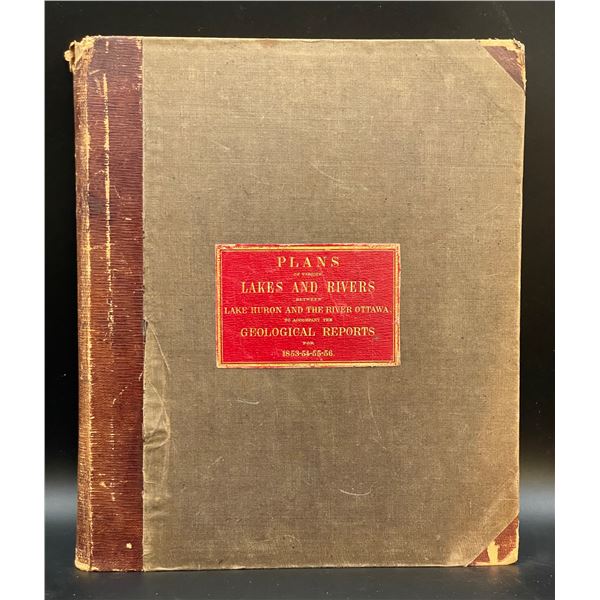 PLANS
OF VARIOUS
LAKES AND RIVERS
BETWEEN
LAKE HURON AND THE RIVER OTTAWA
TO ACCOMPANY THE
GEOLOGICAL REPORTS
FOR
1853-54-55-56.